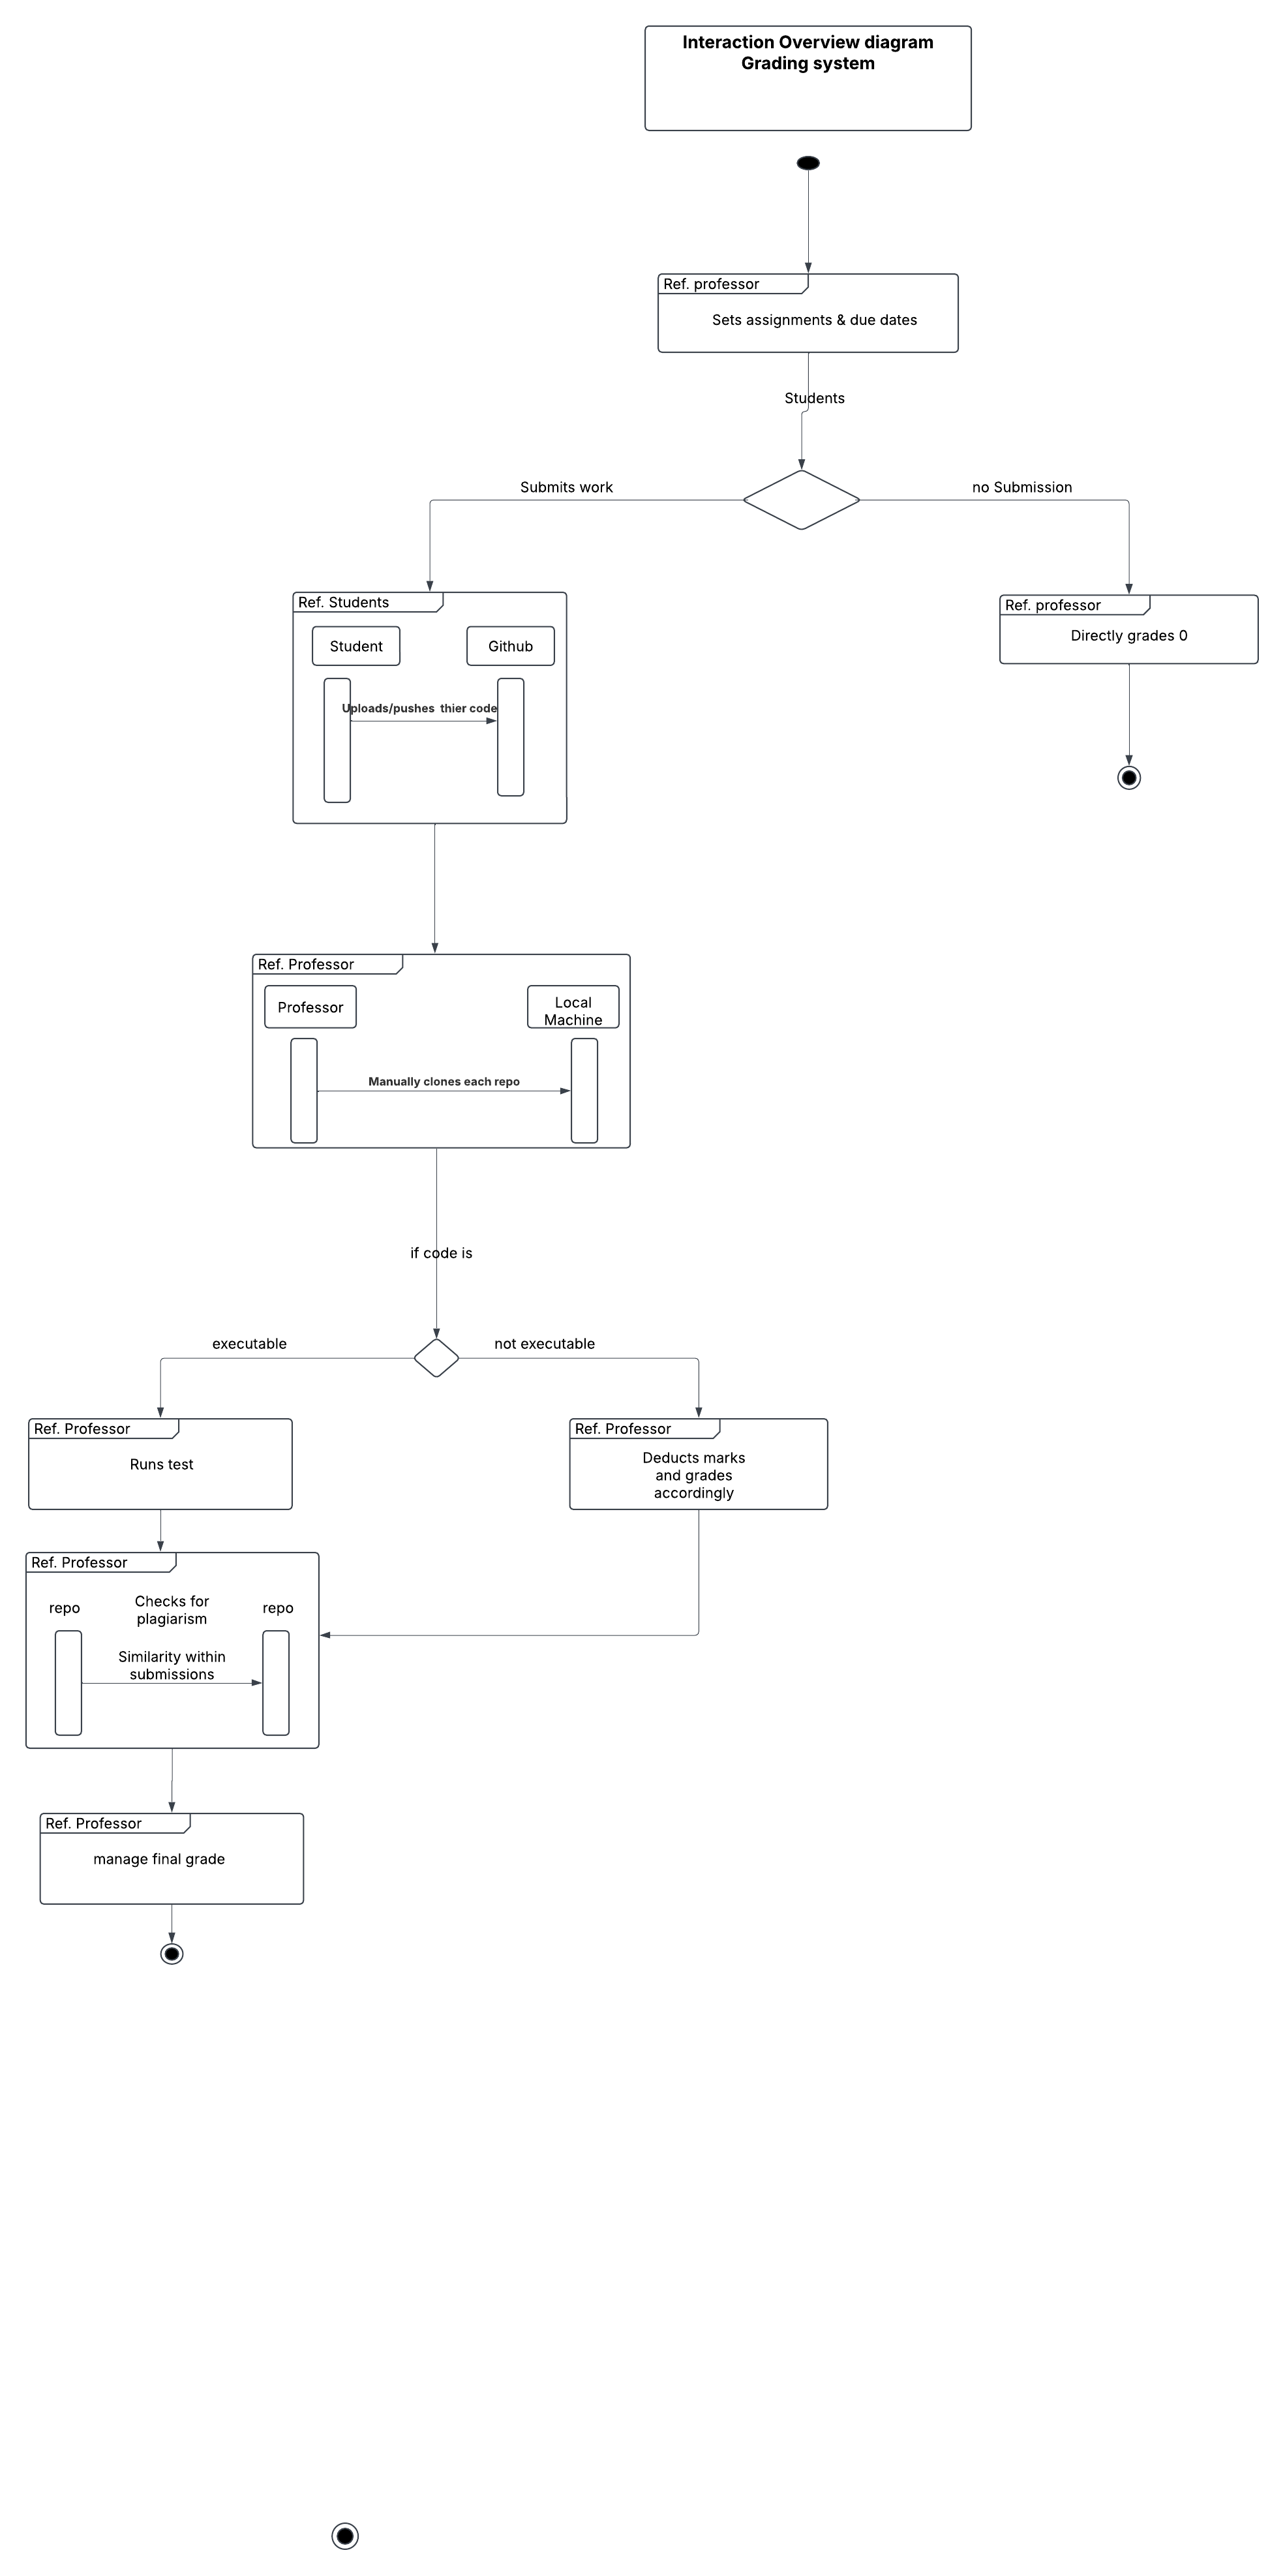 Interaction Overview diagram
Grading system
Ref. professor
Sets assignments & due dates
Students
Submits work
no Submission
Ref. Students
Student
Github
Uploads/pushes thier code
Ref. professor
Directly grades 0
Ref. Professor
Professor
Local
Machine
Manually clones each repo
if code is
executable
not executable
Ref. Professor
Runs test
Ref. Professor
Deducts marks
and grades
accordingly
Ref. Professor
repo
Checks for
plagiarism
repo
Similarity within
submissions
Ref. Professor
manage final grade